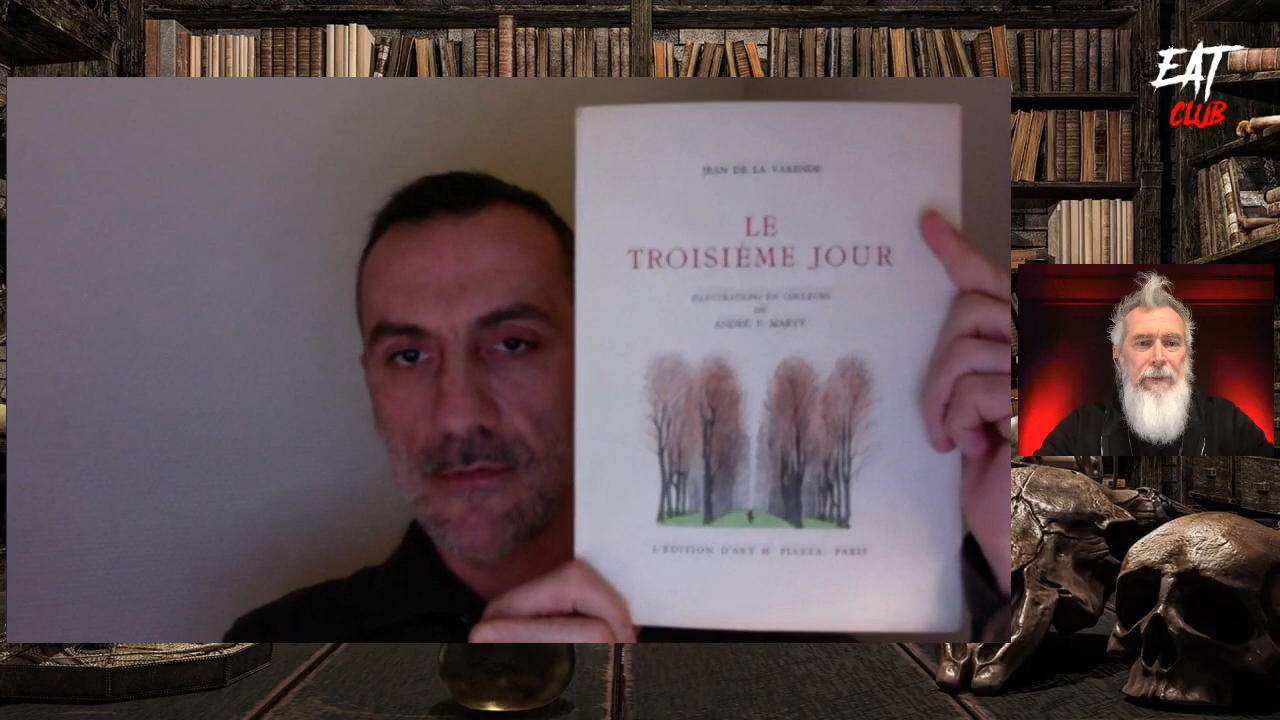 EAT
CLUB
JEAN DE LA VARENDE
LE
TROISIÈME JOUR
ILLUSTRATIONS EN COULEURS
DE
ANDRÉ E. MARTY
L'ÉDITION D'ART H. PIAZZA, PARIS